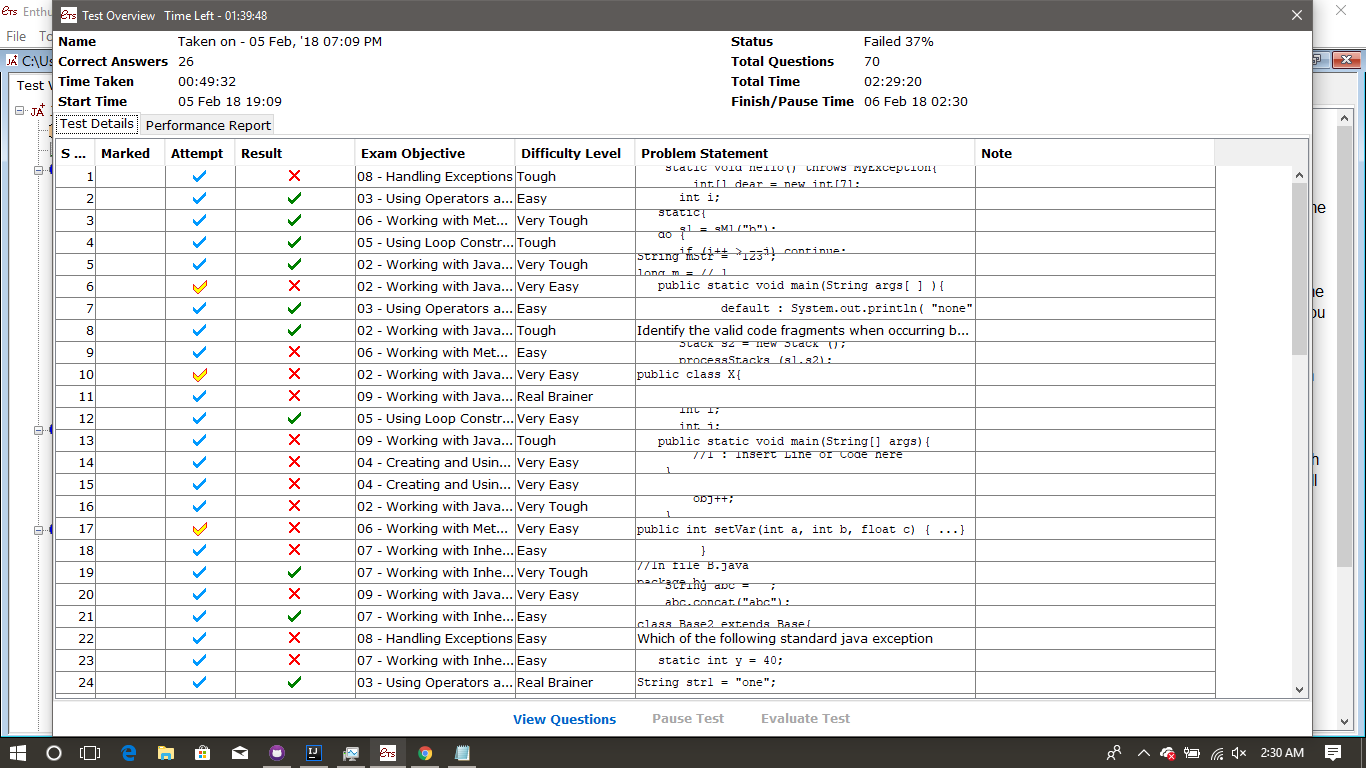 Enthu
ETS Test Overview Time Left - 01:39:48
File
C:\Us
Name Taken on - 05 Feb, '18 07:09 PM Status Failed 37%
Correct Answers 26 Total Questions 70
Time Taken 00:49:32 Total Time 02:29:20
Start Time 05 Feb 18 19:09 Finish/Pause Time 06 Feb 18 02:30
Test Details Performance Report
S ... Marked Attempt Result Exam Objective Difficulty Level Problem Statement Note
1 08 - Handling Exceptions Tough static void hello() throws MyException{
int[] dear = new int[7];
2 03 - Using Operators a... Easy int i;
3 06 - Working with Met... Very Tough static{
s1 = sM1("b");
4 05 - Using Loop Constr... Tough do {
if (i++ > --j) continue;
5 02 - Working with Java... Very Tough String mStr = "123";
long m = // 1
6 02 - Working with Java... Very Easy public static void main(String args[ ] ){
7 03 - Using Operators a... Easy default : System.out.println( "none"
8 02 - Working with Java... Tough Identify the valid code fragments when occurring b...
9 06 - Working with Met... Easy Stack s2 = new Stack ();
processStacks (s1,s2);
10 02 - Working with Java... Very Easy public class X{
11 09 - Working with Java... Real Brainer
12 05 - Using Loop Constr... Very Easy int i;
int j;
13 09 - Working with Java... Tough public static void main(String[] args){
14 04 - Creating and Usin... Very Easy //1 : Insert Line of Code here
}
15 04 - Creating and Usin... Very Easy
16 02 - Working with Java... Very Tough obj++;
}
17 06 - Working with Met... Very Easy public int setVar(int a, int b, float c) { ...}
18 07 - Working with Inhe... Easy }
19 07 - Working with Inhe... Very Tough //In file B.java
package b;
20 09 - Working with Java... Very Easy String abc = "";
abc.concat("abc");
21 07 - Working with Inhe... Easy class Base2 extends Base{
22 08 - Handling Exceptions Easy Which of the following standard java exception
23 07 - Working with Inhe... Easy static int y = 40;
24 03 - Using Operators a... Real Brainer String str1 = "one";
View Questions Pause Test Evaluate Test
2:30 AM